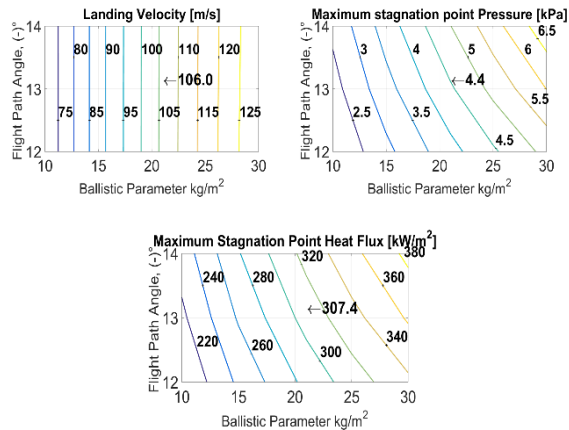 Landing Velocity [m/s]
Flight Path Angle, (-)°
14
13
12
80 90 100 110 120
←106.0
75 85 95 105 115 125
10 15 20 25 30
Ballistic Parameter kg/m²
Maximum stagnation point Pressure [kPa]
Flight Path Angle, (-)°
14
13
12
6.5
3 4 5 6
←4.4
5.5
2.5 3.5
4.5
10 15 20 25 30
Ballistic Parameter kg/m²
Maximum Stagnation Point Heat Flux [kW/m²]
Flight Path Angle, (-)°
14
13
12
380
320
240 280 360
←307.4
220 260 300 340
10 15 20 25 30
Ballistic Parameter kg/m²